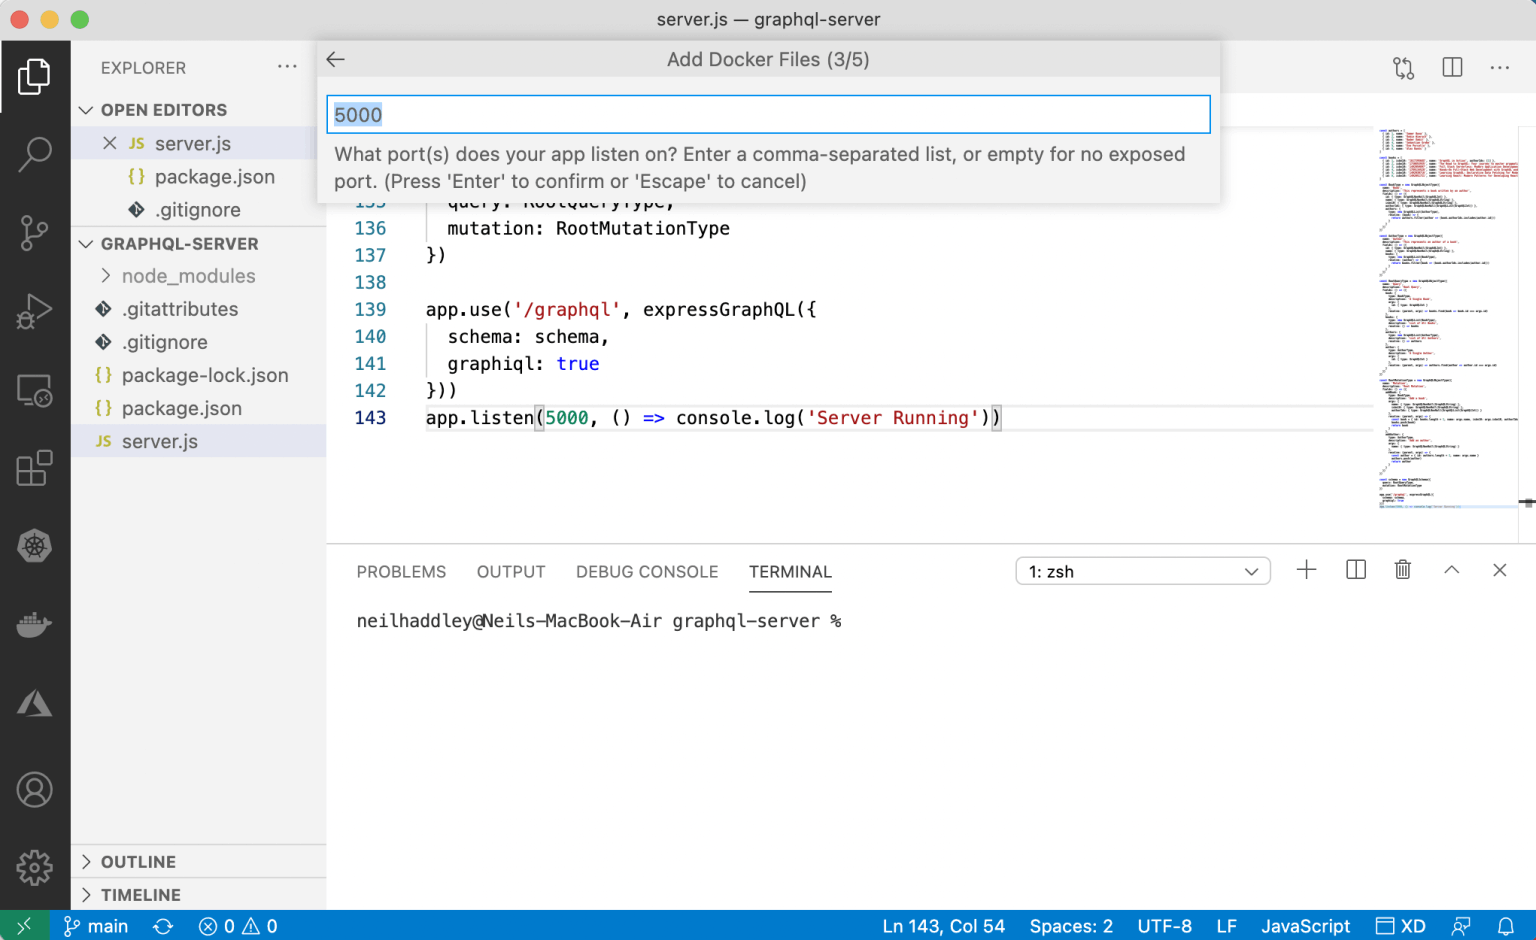 server.js — graphql-server
EXPLORER
OPEN EDITORS
JS server.js
{} package.json
.gitignore
GRAPHQL-SERVER
node_modules
.gitattributes
.gitignore
{} package-lock.json
{} package.json
JS server.js
OUTLINE
TIMELINE
Add Docker Files (3/5)
5000
What port(s) does your app listen on? Enter a comma-separated list, or empty for no exposed
port. (Press 'Enter' to confirm or 'Escape' to cancel)
135 query: RootQueryType,
136 mutation: RootMutationType
137 })
138
139 app.use('/graphql', expressGraphQL({
140 schema: schema,
141 graphiql: true
142 }))
143 app.listen(5000, () => console.log('Server Running'))
PROBLEMS OUTPUT DEBUG CONSOLE TERMINAL 1: zsh
neilhaddley@Neils-MacBook-Air graphql-server %
main 0 0 Ln 143, Col 54 Spaces: 2 UTF-8 LF JavaScript XD